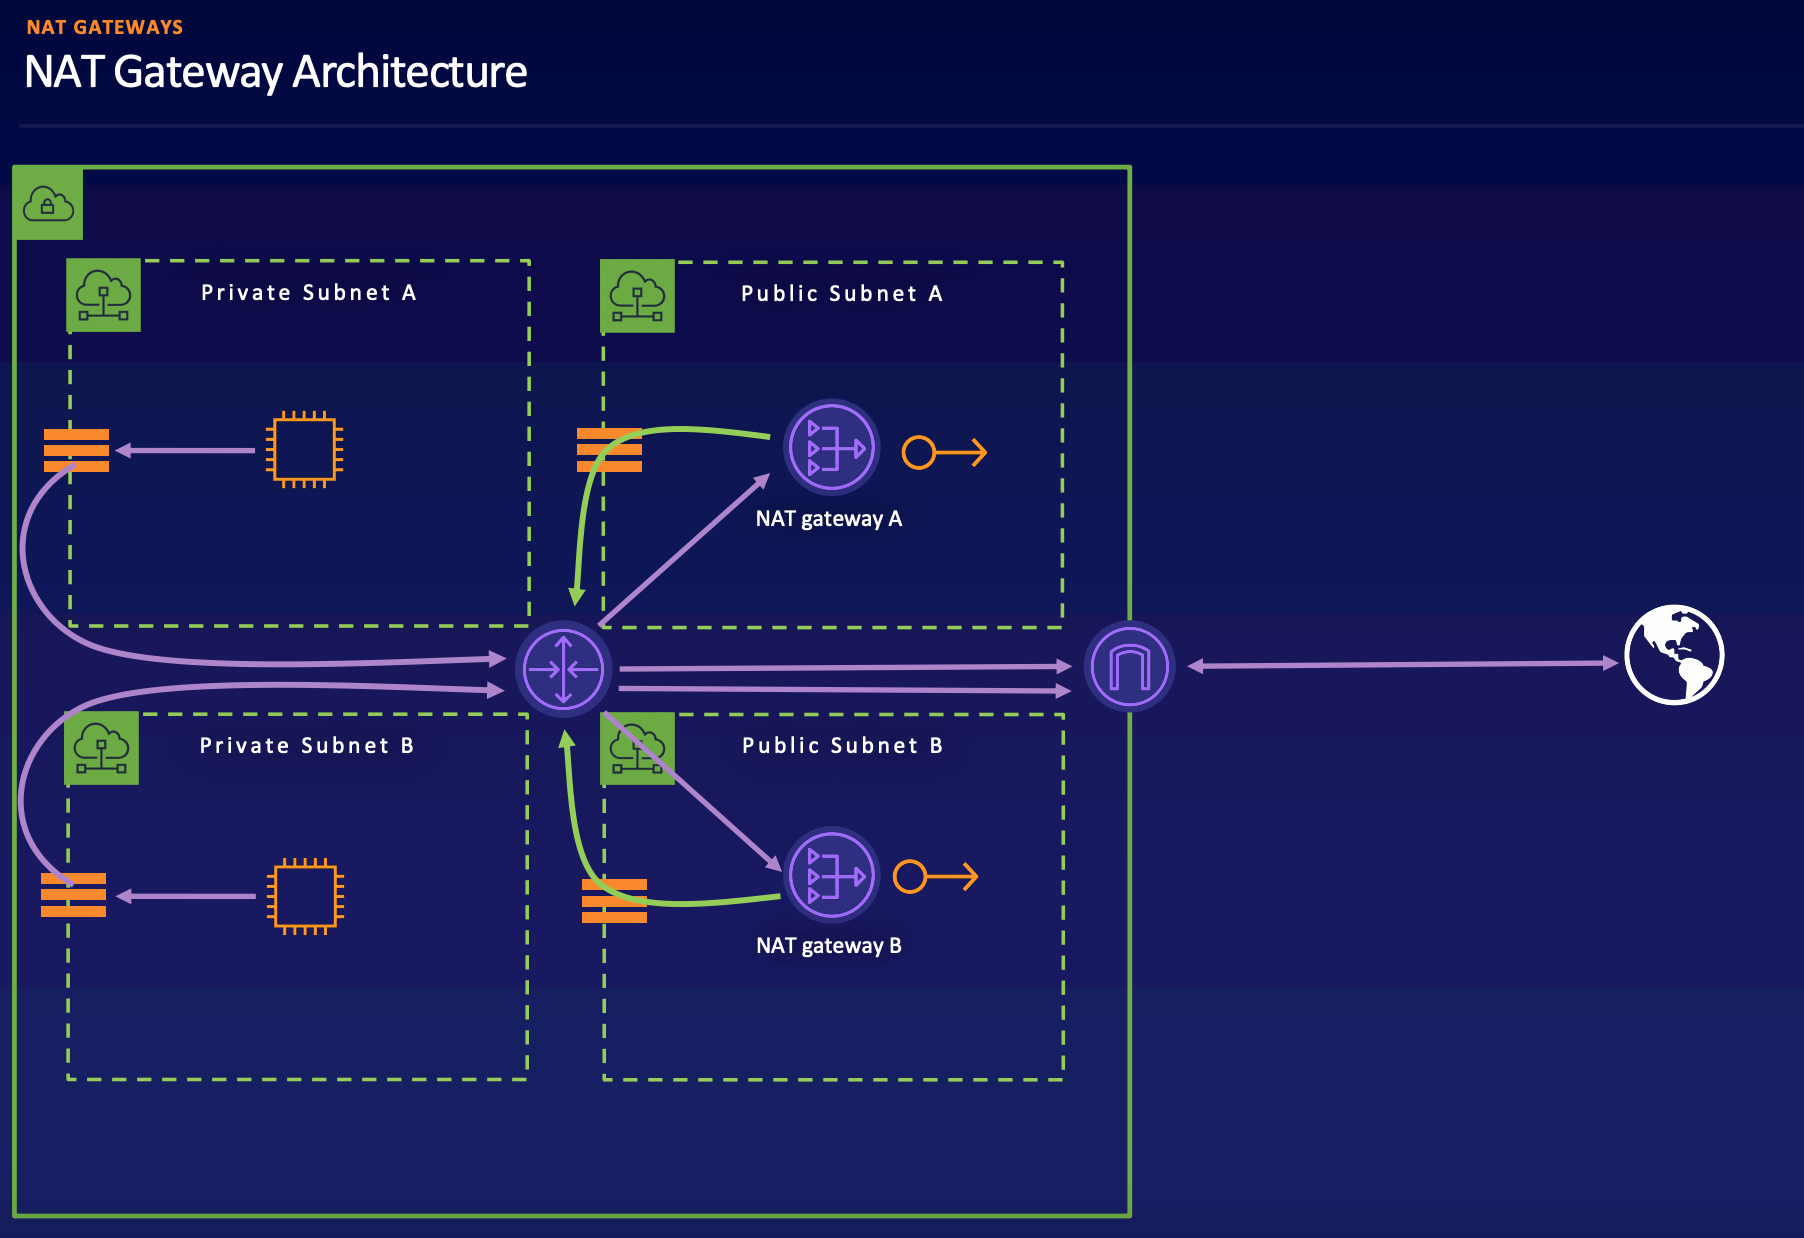 NAT GATEWAYS
NAT Gateway Architecture
Private Subnet A
Public Subnet A
NAT gateway A
Private Subnet B
Public Subnet B
NAT gateway B